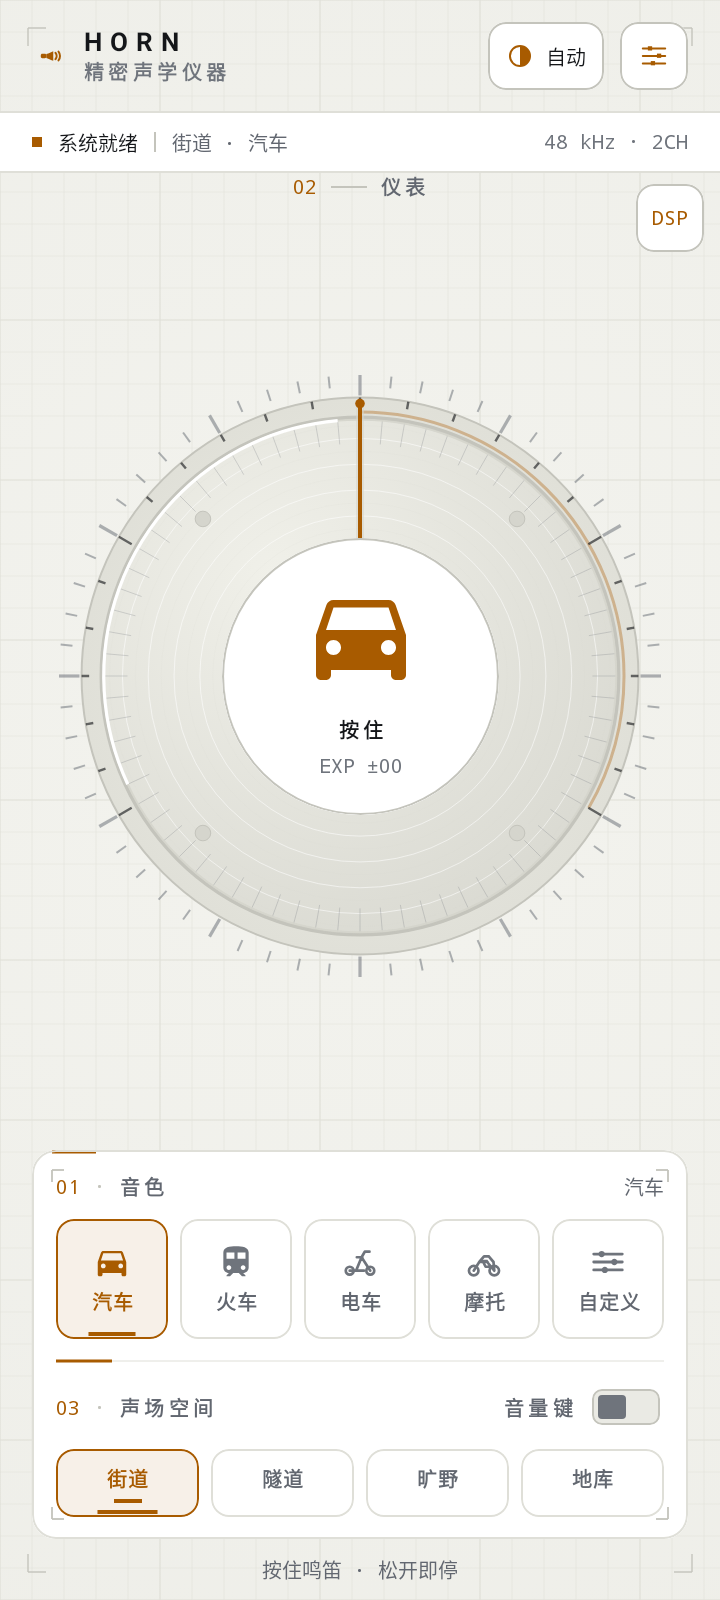 HORN
精密声学仪器
自动
系统就绪 | 街道 · 汽车
48 kHz · 2CH
02 — 仪表
DSP
按住
EXP ±00
01 · 音色
汽车
汽车 火车 电车 摩托 自定义
03 · 声场空间
音量键
街道 隧道 旷野 地库
按住鸣笛 · 松开即停